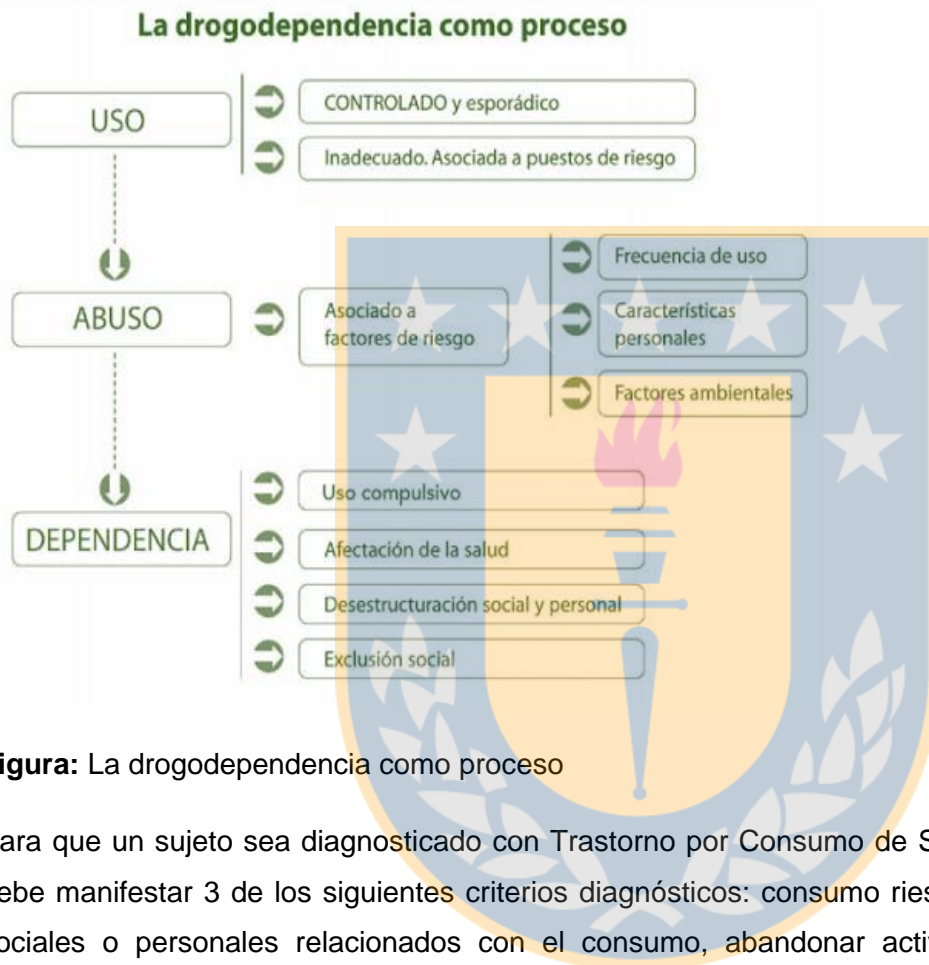 La drogodependencia como proceso
USO
CONTROLADO y esporádico
Inadecuado. Asociada a puestos de riesgo
ABUSO
Asociado a
factores de riesgo
Frecuencia de uso
Características
personales
Factores ambientales
DEPENDENCIA
Uso compulsivo
Afectación de la salud
Desestructuración social y personal
Exclusión social
igura: La drogodependencia como proceso
ara que un sujeto sea diagnosticado con Trastorno por Consumo de S
ebe manifestar 3 de los siguientes criterios diagnósticos: consumo ries
ociales o personales relacionados con el consumo, abandonar activ